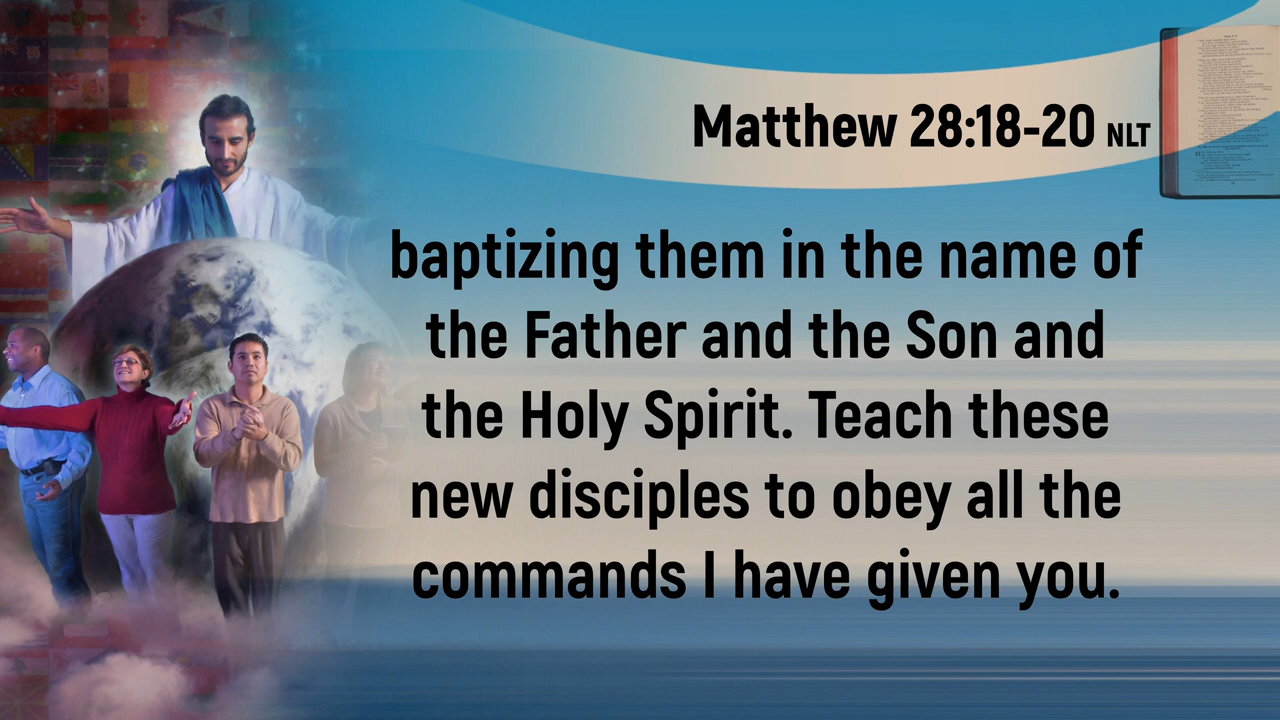 Matthew 28:18-20 NLT
baptizing them in the name of
the Father and the Son and
the Holy Spirit. Teach these
new disciples to obey all the
commands I have given you.